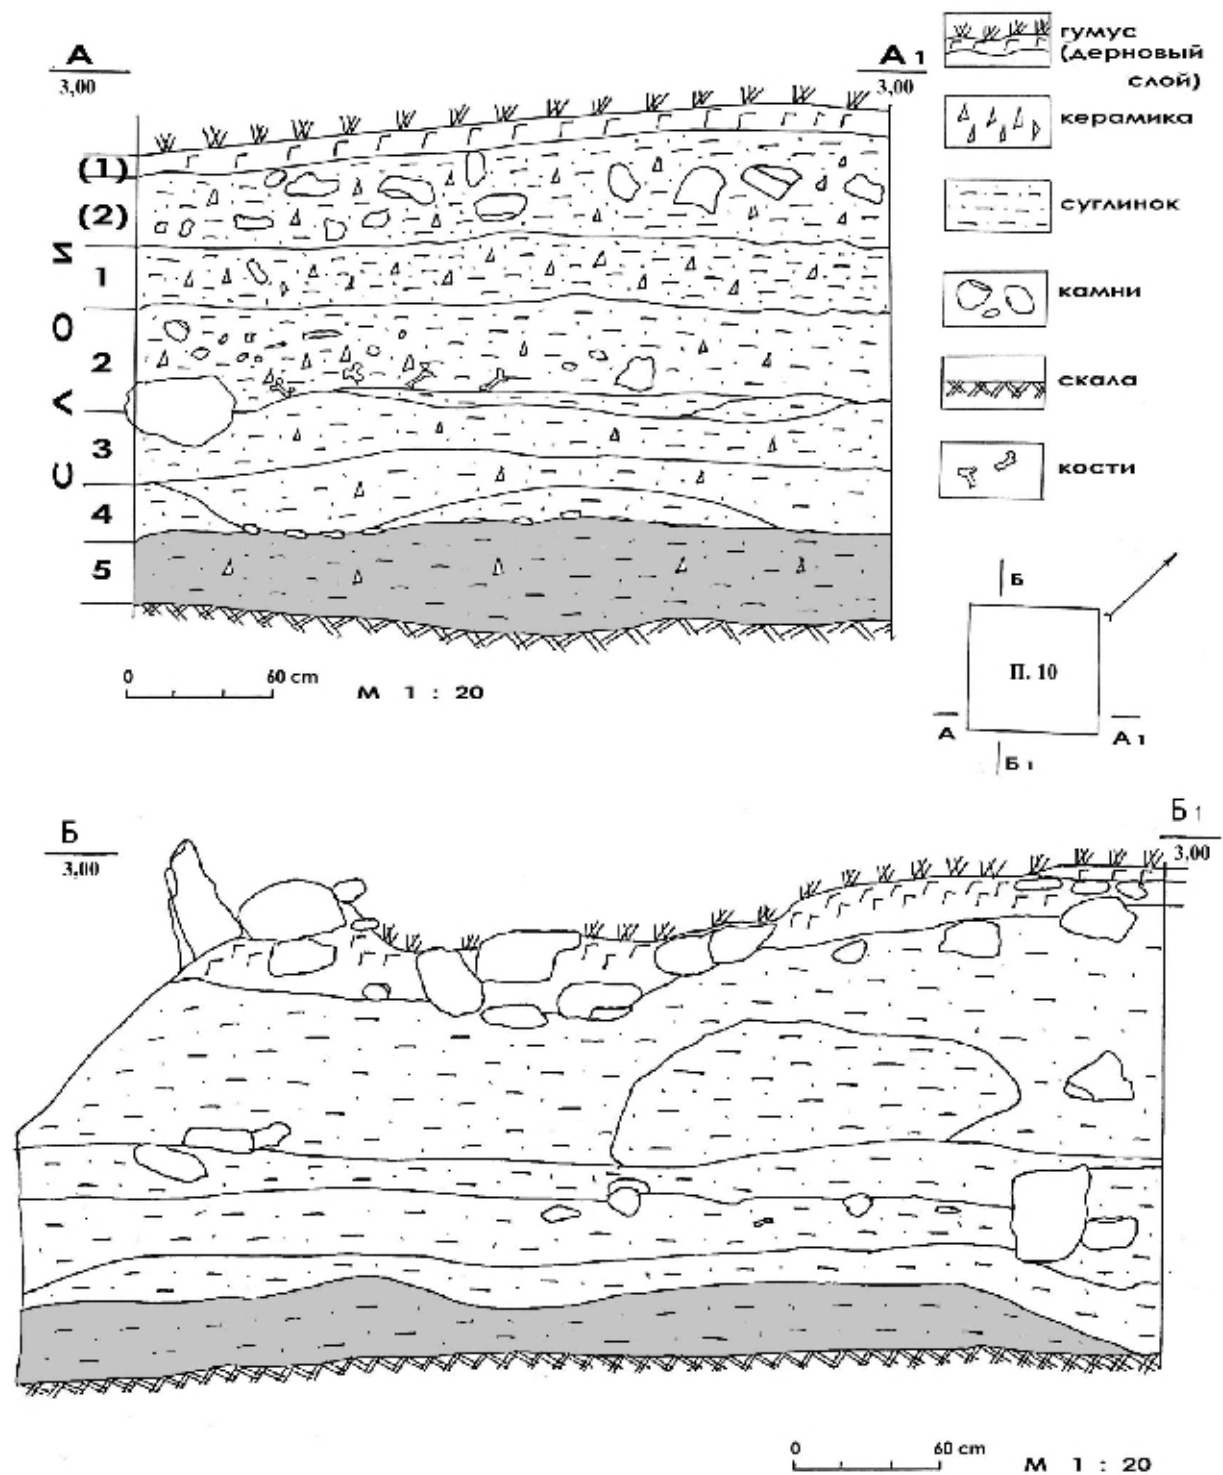 А
3,00
А1
3,00
(1)
(2)
1
2
3
4
5
СЛОИ
0 60 cm
М 1 : 20
гумус
(дерновый
слой)
керамика
суглинок
камни
скала
кости
Б
П. 10
А
А1
Б1
Б
3,00
Б1
3,00
0 60 cm
М 1 : 20